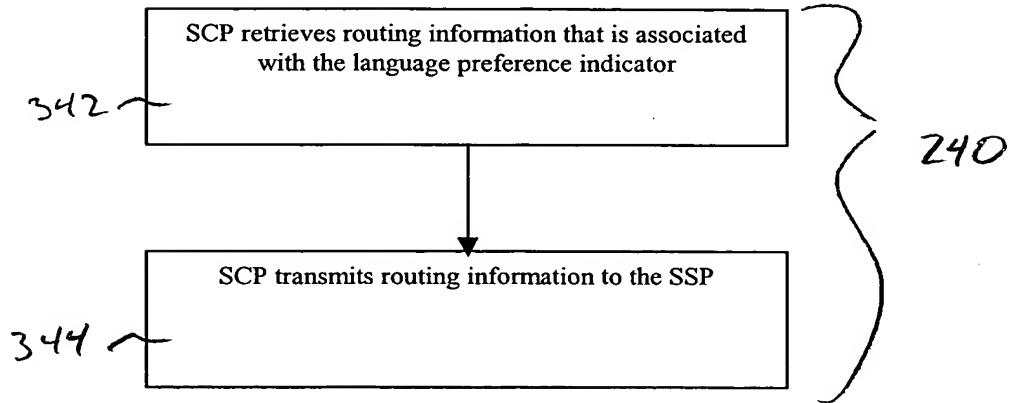 SCP retrieves routing information that is associated
with the language preference indicator
342
240
SCP transmits routing information to the SSP
344